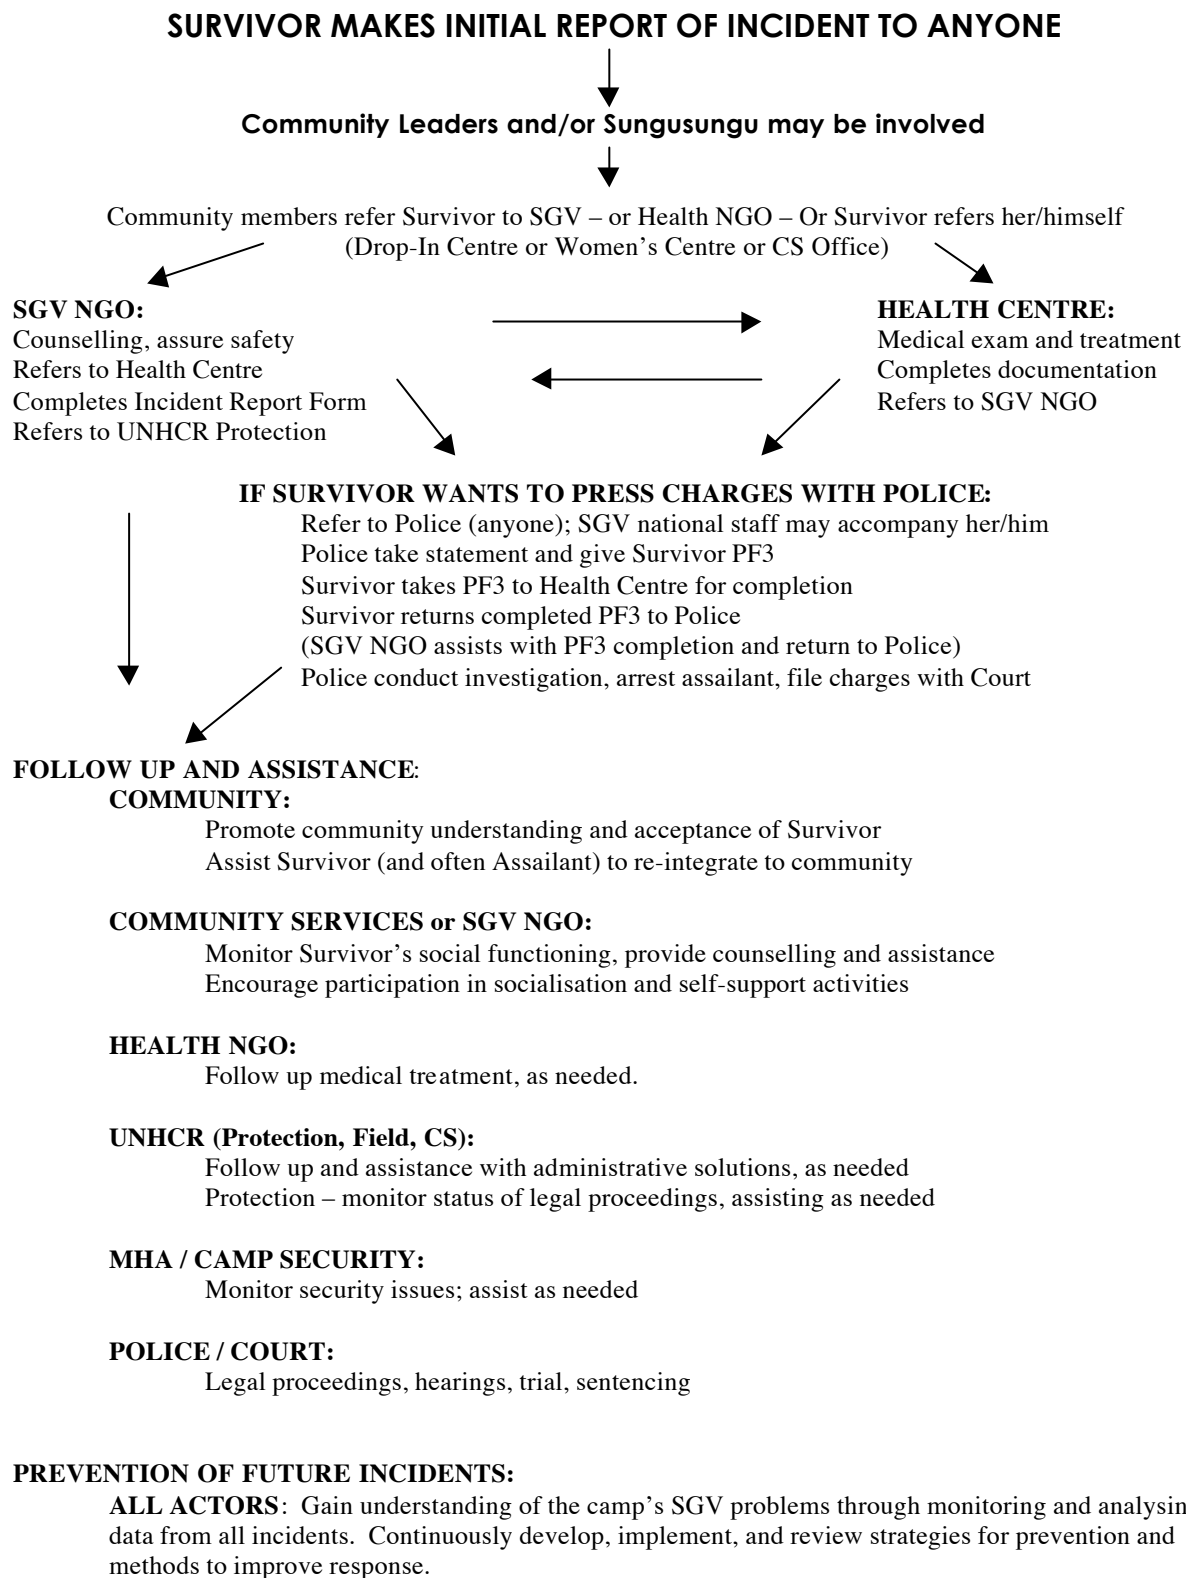 SURVIVOR MAKES INITIAL REPORT OF INCIDENT TO ANYONE
Community Leaders and/or Sungusungu may be involved
Community members refer Survivor to SGV – or Health NGO – Or Survivor refers her/himself
(Drop-In Centre or Women's Centre or CS Office)
SGV NGO:
Counselling, assure safety
Refers to Health Centre
Completes Incident Report Form
Refers to UNHCR Protection
HEALTH CENTRE:
Medical exam and treatment
Completes documentation
Refers to SGV NGO
IF SURVIVOR WANTS TO PRESS CHARGES WITH POLICE:
Refer to Police (anyone); SGV national staff may accompany her/him
Police take statement and give Survivor PF3
Survivor takes PF3 to Health Centre for completion
Survivor returns completed PF3 to Police
(SGV NGO assists with PF3 completion and return to Police)
Police conduct investigation, arrest assailant, file charges with Court
FOLLOW UP AND ASSISTANCE:
COMMUNITY:
Promote community understanding and acceptance of Survivor
Assist Survivor (and often Assailant) to re-integrate to community
COMMUNITY SERVICES or SGV NGO:
Monitor Survivor's social functioning, provide counselling and assistance
Encourage participation in socialisation and self-support activities
HEALTH NGO:
Follow up medical treatment, as needed.
UNHCR (Protection, Field, CS):
Follow up and assistance with administrative solutions, as needed
Protection – monitor status of legal proceedings, assisting as needed
MHA / CAMP SECURITY:
Monitor security issues; assist as needed
POLICE / COURT:
Legal proceedings, hearings, trial, sentencing
PREVENTION OF FUTURE INCIDENTS:
ALL ACTORS: Gain understanding of the camp's SGV problems through monitoring and analysin
data from all incidents. Continuously develop, implement, and review strategies for prevention and
methods to improve response.